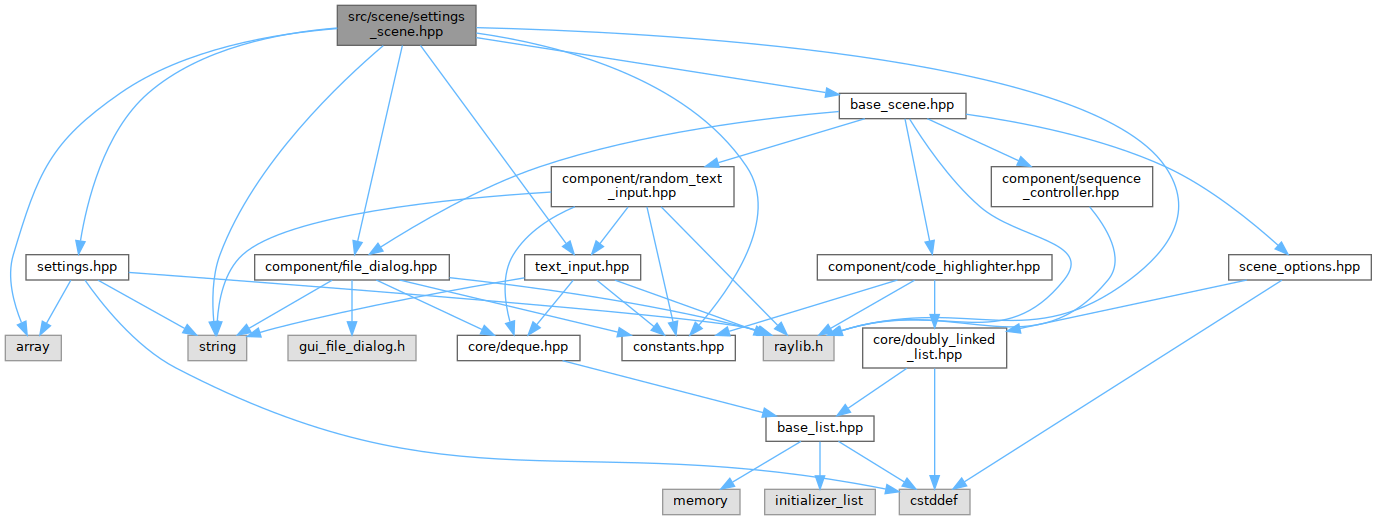 src/scene/settings
_scene.hpp
base_scene.hpp
component/random_text
_input.hpp
component/sequence
_controller.hpp
settings.hpp
component/file_dialog.hpp
text_input.hpp
component/code_highlighter.hpp
scene_options.hpp
array
string
gui_file_dialog.h
core/deque.hpp
constants.hpp
raylib.h
core/doubly_linked
_list.hpp
base_list.hpp
memory
initializer_list
cstddef